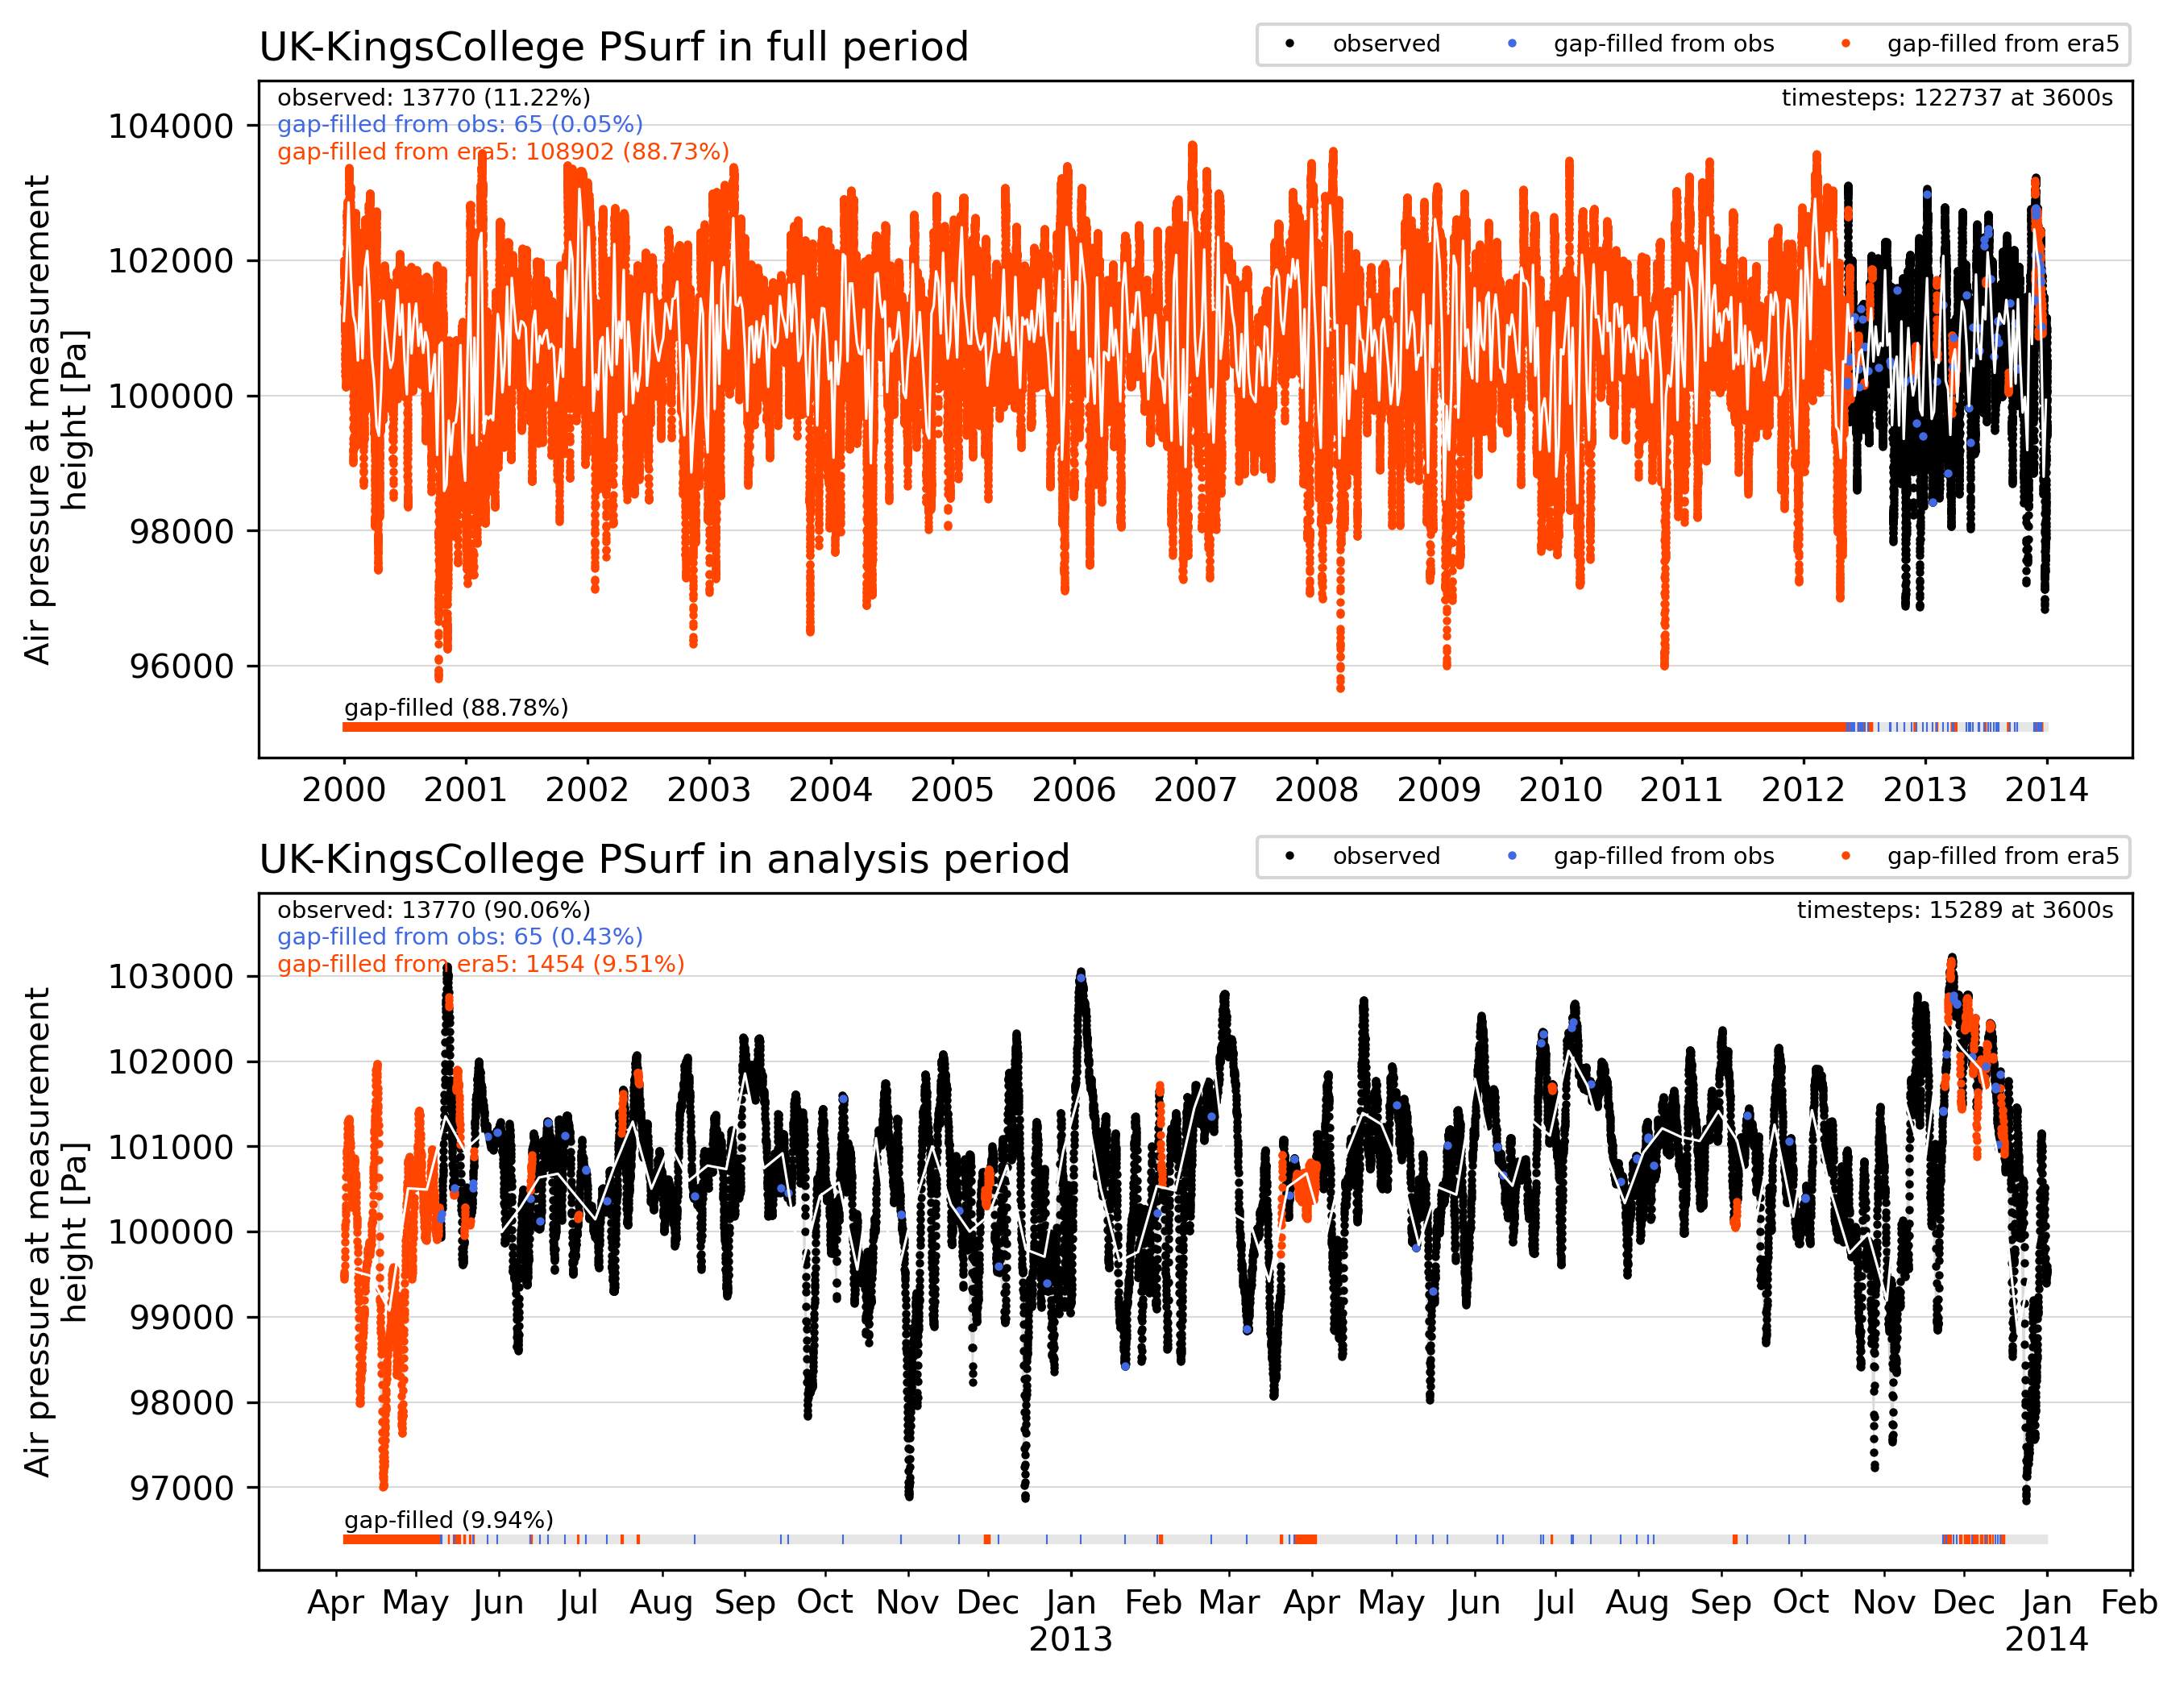 UK-KingsCollege PSurf in full period
observed gap-filled from obs gap-filled from era5
observed: 13770 (11.22%)
timesteps: 122737 at 3600s
gap-filled from obs: 65 (0.05%)
gap-filled from era5: 108902 (88.73%)
104000
102000
100000
98000
96000
Air pressure at measurement
height [Pa]
gap-filled (88.78%)
2000 2001 2002 2003 2004 2005 2006 2007 2008 2009 2010 2011 2012 2013 2014
UK-KingsCollege PSurf in analysis period
observed gap-filled from obs gap-filled from era5
observed: 13770 (90.06%)
timesteps: 15289 at 3600s
gap-filled from obs: 65 (0.43%)
gap-filled from era5: 1454 (9.51%)
103000
102000
101000
100000
99000
98000
97000
Air pressure at measurement
height [Pa]
gap-filled (9.94%)
Apr May Jun Jul Aug Sep Oct Nov Dec Jan Feb Mar Apr May Jun Jul Aug Sep Oct Nov Dec Jan Feb
2013 2014